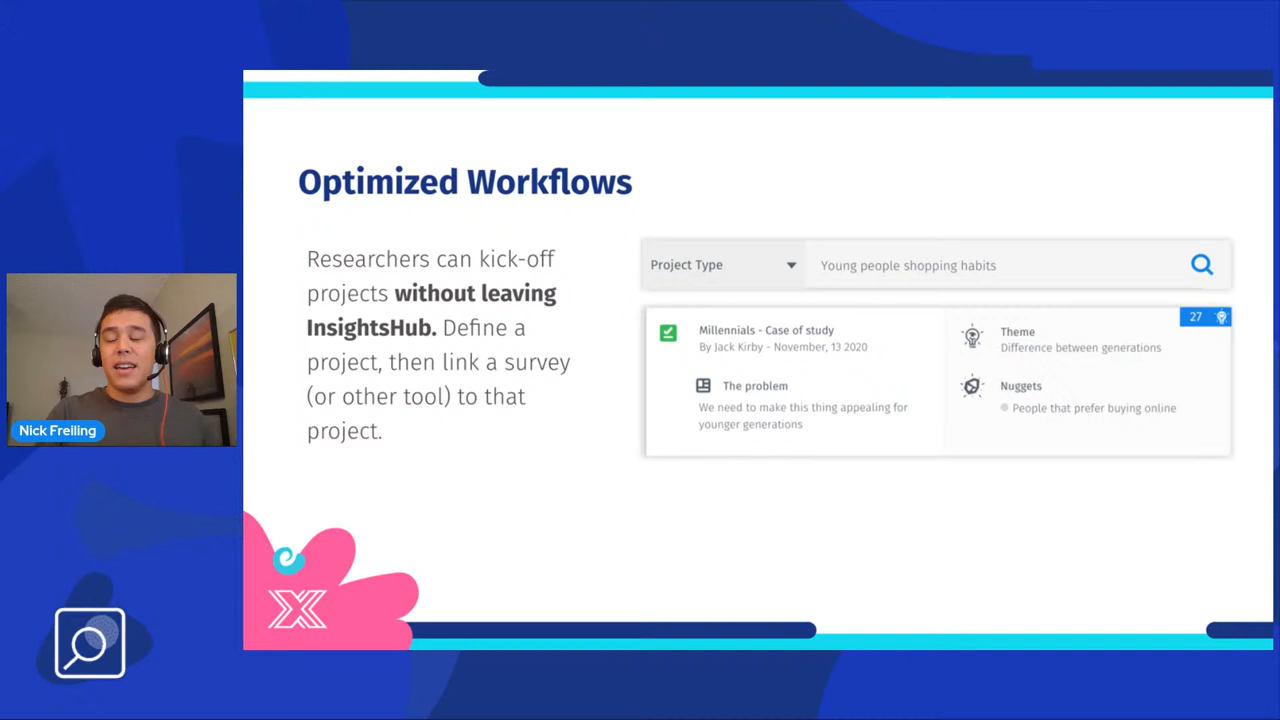 Optimized Workflows
Researchers can kick-off
projects without leaving
InsightsHub. Define a
project, then link a survey
(or other tool) to that
project.
Project Type
Young people shopping habits
27
Millennials - Case of study
By Jack Kirby - November, 13 2020
The problem
We need to make this thing appealing for
younger generations
Theme
Difference between generations
Nuggets
People that prefer buying online
Nick Freiling
X